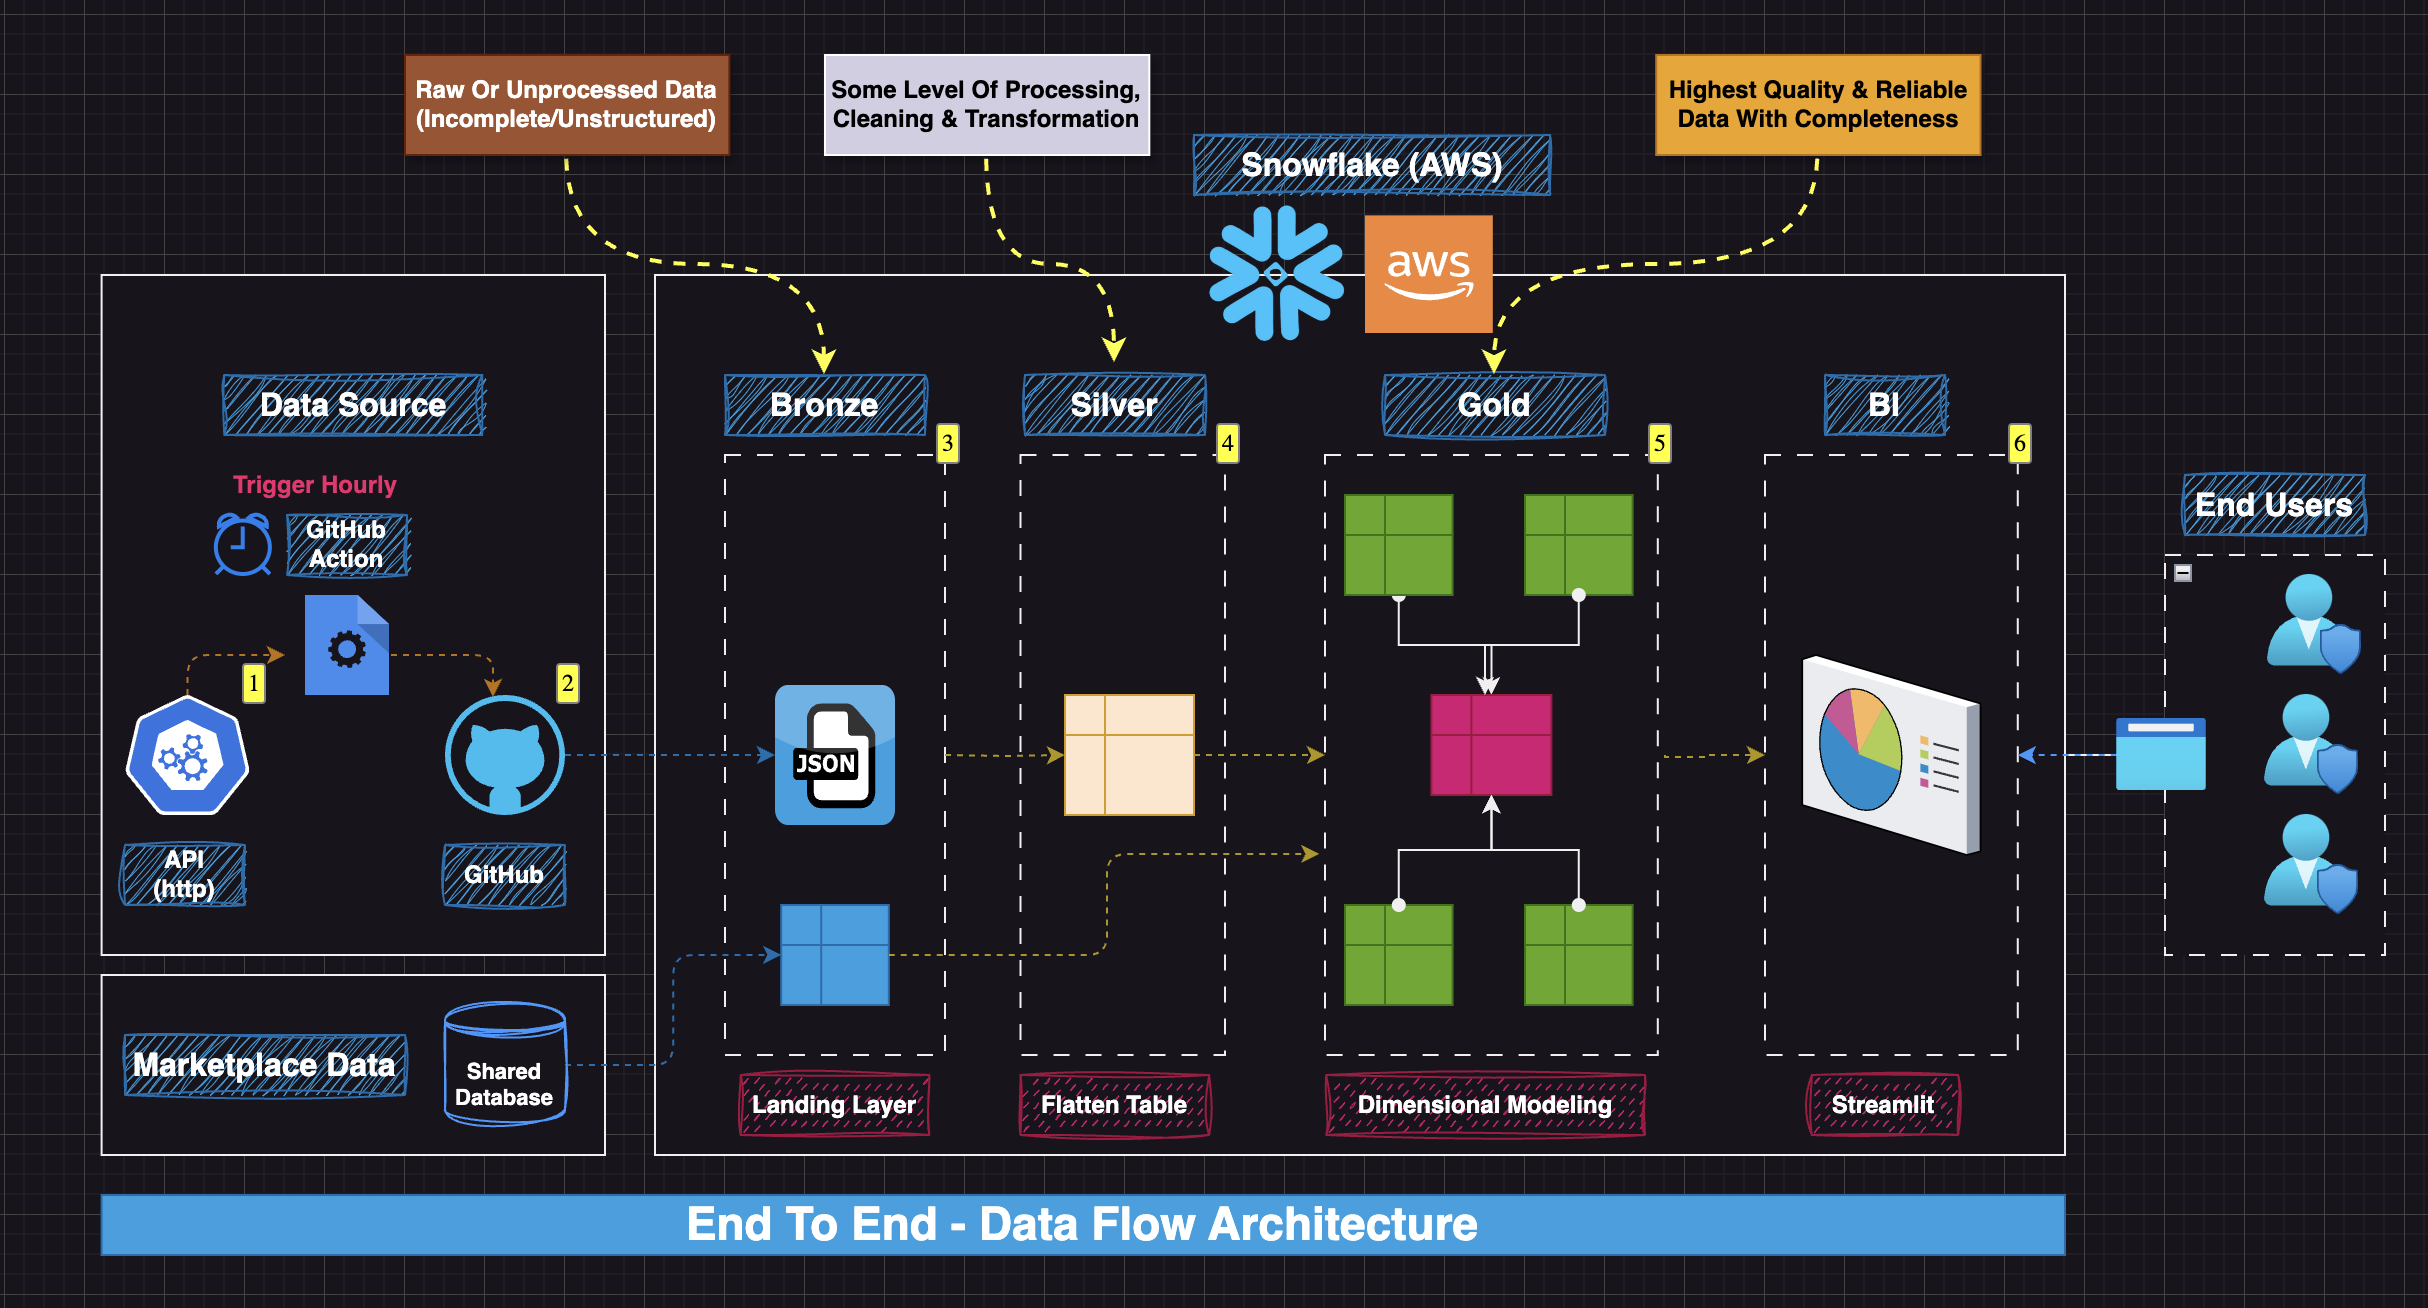 Raw Or Unprocessed Data
(Incomplete/Unstructured)
Some Level Of Processing,
Cleaning & Transformation
Highest Quality & Reliable
Data With Completeness
Snowflake (AWS)
aws
Data Source
Bronze
Silver
Gold
BI
3
4
5
6
Trigger Hourly
GitHub
Action
End Users
1
2
JSON
API
(http)
GitHub
Marketplace Data
Shared
Database
Landing Layer
Flatten Table
Dimensional Modeling
Streamlit
End To End - Data Flow Architecture